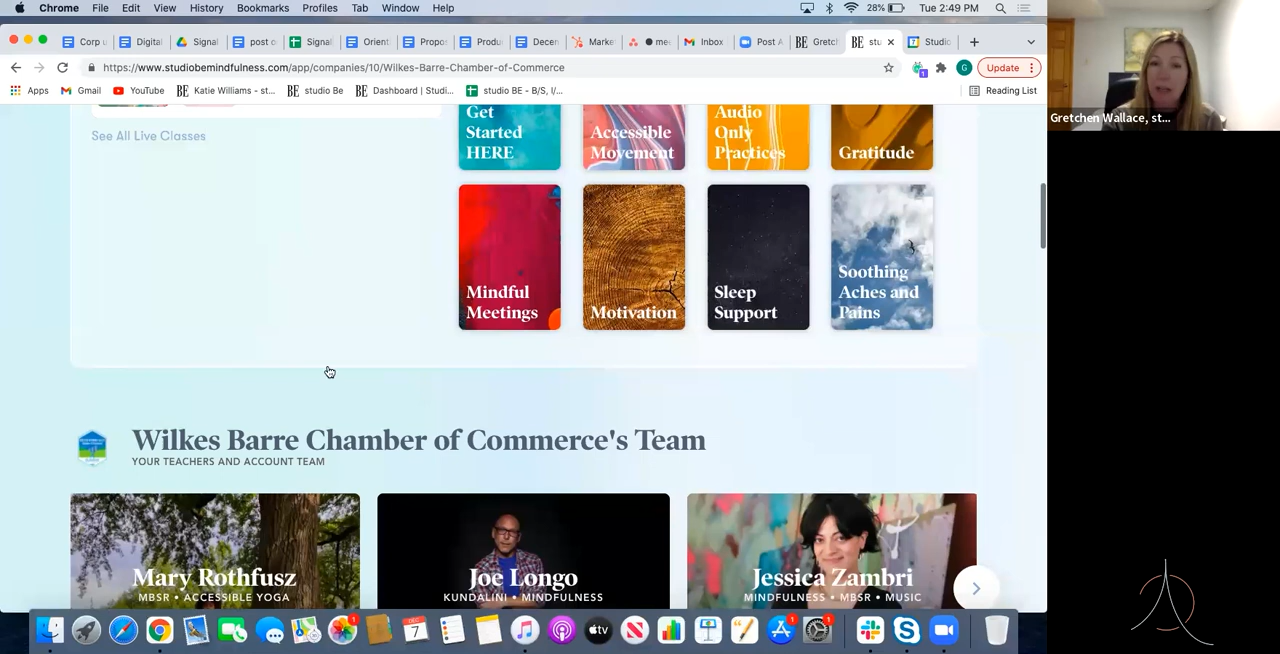 Chrome File Edit View History Bookmarks Profiles Tab Window Help 28% Tue 2:49 PM
Corp u Digital Signal post c Signal Orient Propo Produ Decen Marke mee Inbox Post A Gretch stu Studio
https://www.studiobemindfulness.com/app/companies/10/Wilkes-Barre-Chamber-of-Commerce G Update
Apps Gmail YouTube Katie Williams - st... studio Be Dashboard | Studi... studio BE - B/S, I/... Reading List
Gretchen Wallace, st...
See All Live Classes
Get
Started
HERE
Accessible
Movement
Audio
Only
Practices
Gratitude
Mindful
Meetings
Motivation
Sleep
Support
Soothing
Aches and
Pains
Wilkes Barre Chamber of Commerce's Team
YOUR TEACHERS AND ACCOUNT TEAM
Mary Rothfusz
MBSR • ACCESSIBLE YOGA
Joe Longo
KUNDALINI • MINDFULNESS
Jessica Zambri
MINDFULNESS • MBSR • MUSIC
DEC
7